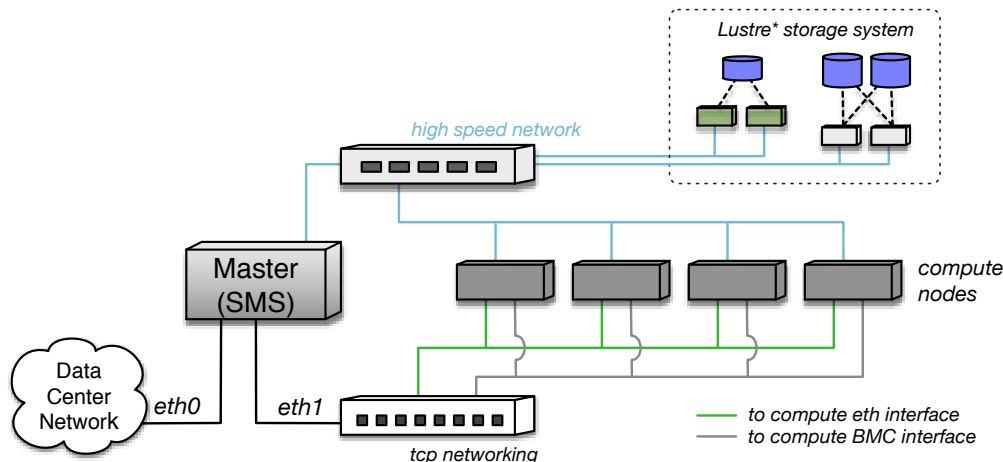 Lustre* storage system
high speed network
Master
(SMS)
compute
nodes
Data
Center
Network
eth0
eth1
to compute eth interface
to compute BMC interface
tcp networking